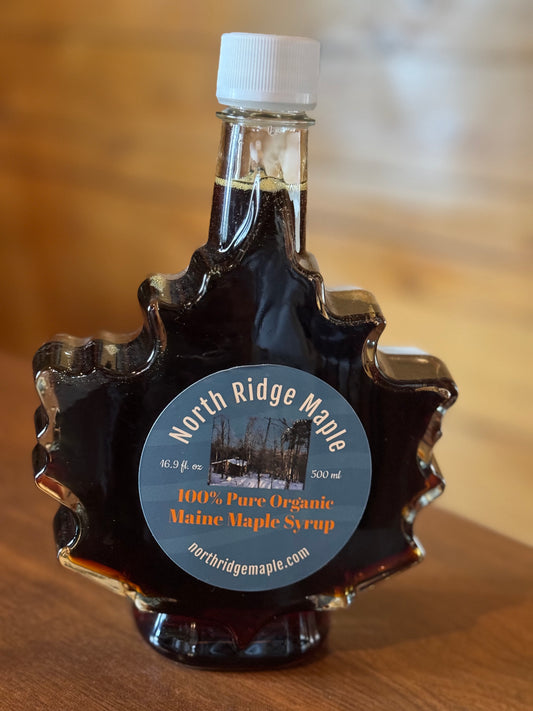 North Ridge Maple
16.9 fl. oz
500 ml
100% Pure Organic
Maine Maple Syrup
northridgemaple.com